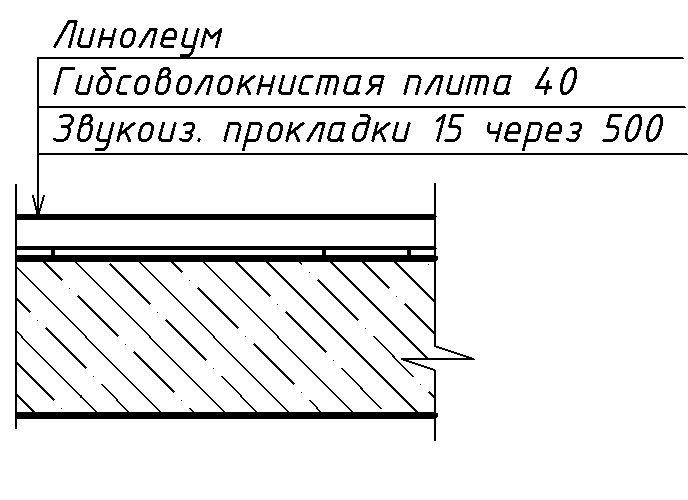 Линолеум
Гибсоволокнистая плита 40
Звукоиз. прокладки 15 через 500